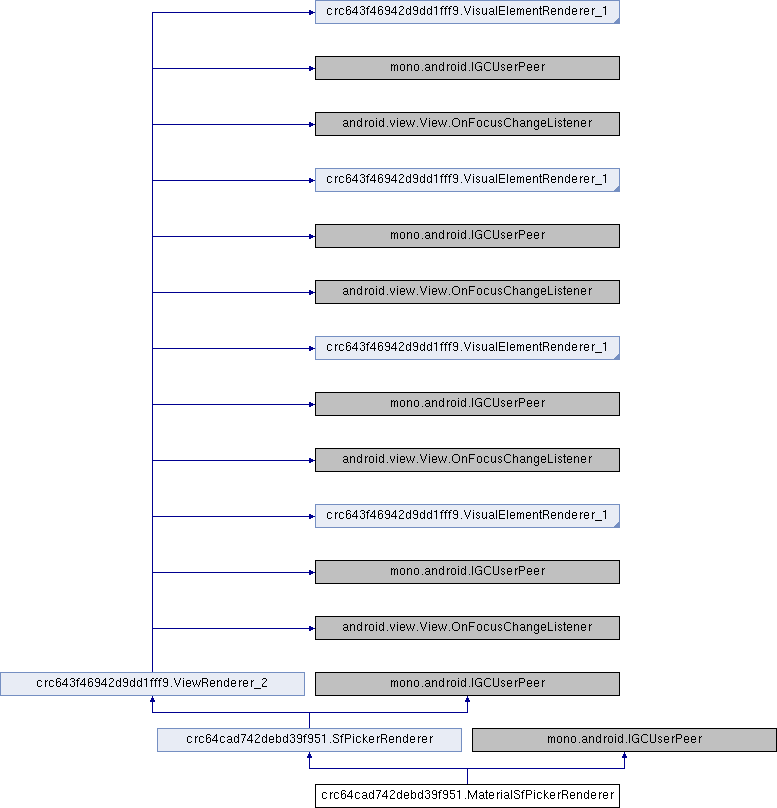 crc643f46942d9dd1fff9.VisualElementRenderer_1
mono.android.IGCUserPeer
android.view.View.OnFocusChangeListener
crc643f46942d9dd1fff9.VisualElementRenderer_1
mono.android.IGCUserPeer
android.view.View.OnFocusChangeListener
crc643f46942d9dd1fff9.VisualElementRenderer_1
mono.android.IGCUserPeer
android.view.View.OnFocusChangeListener
crc643f46942d9dd1fff9.VisualElementRenderer_1
mono.android.IGCUserPeer
android.view.View.OnFocusChangeListener
crc643f46942d9dd1fff9.ViewRenderer_2
mono.android.IGCUserPeer
crc64cad742debd39f951.SfPickerRenderer
mono.android.IGCUserPeer
crc64cad742debd39f951.MaterialSfPickerRenderer